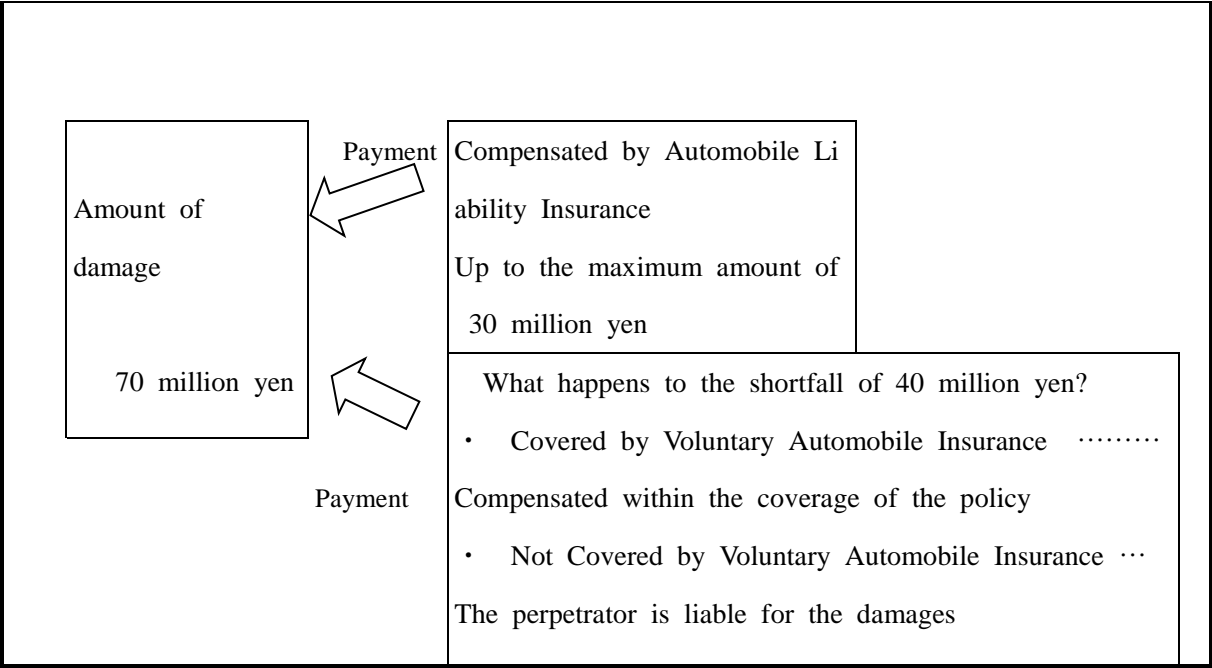 Amount of
damage
70 million yen
Payment
Compensated by Automobile Li
ability Insurance
Up to the maximum amount of
30 million yen
What happens to the shortfall of 40 million yen?
・ Covered by Voluntary Automobile Insurance ………
Payment
Compensated within the coverage of the policy
・ Not Covered by Voluntary Automobile Insurance …
The perpetrator is liable for the damages